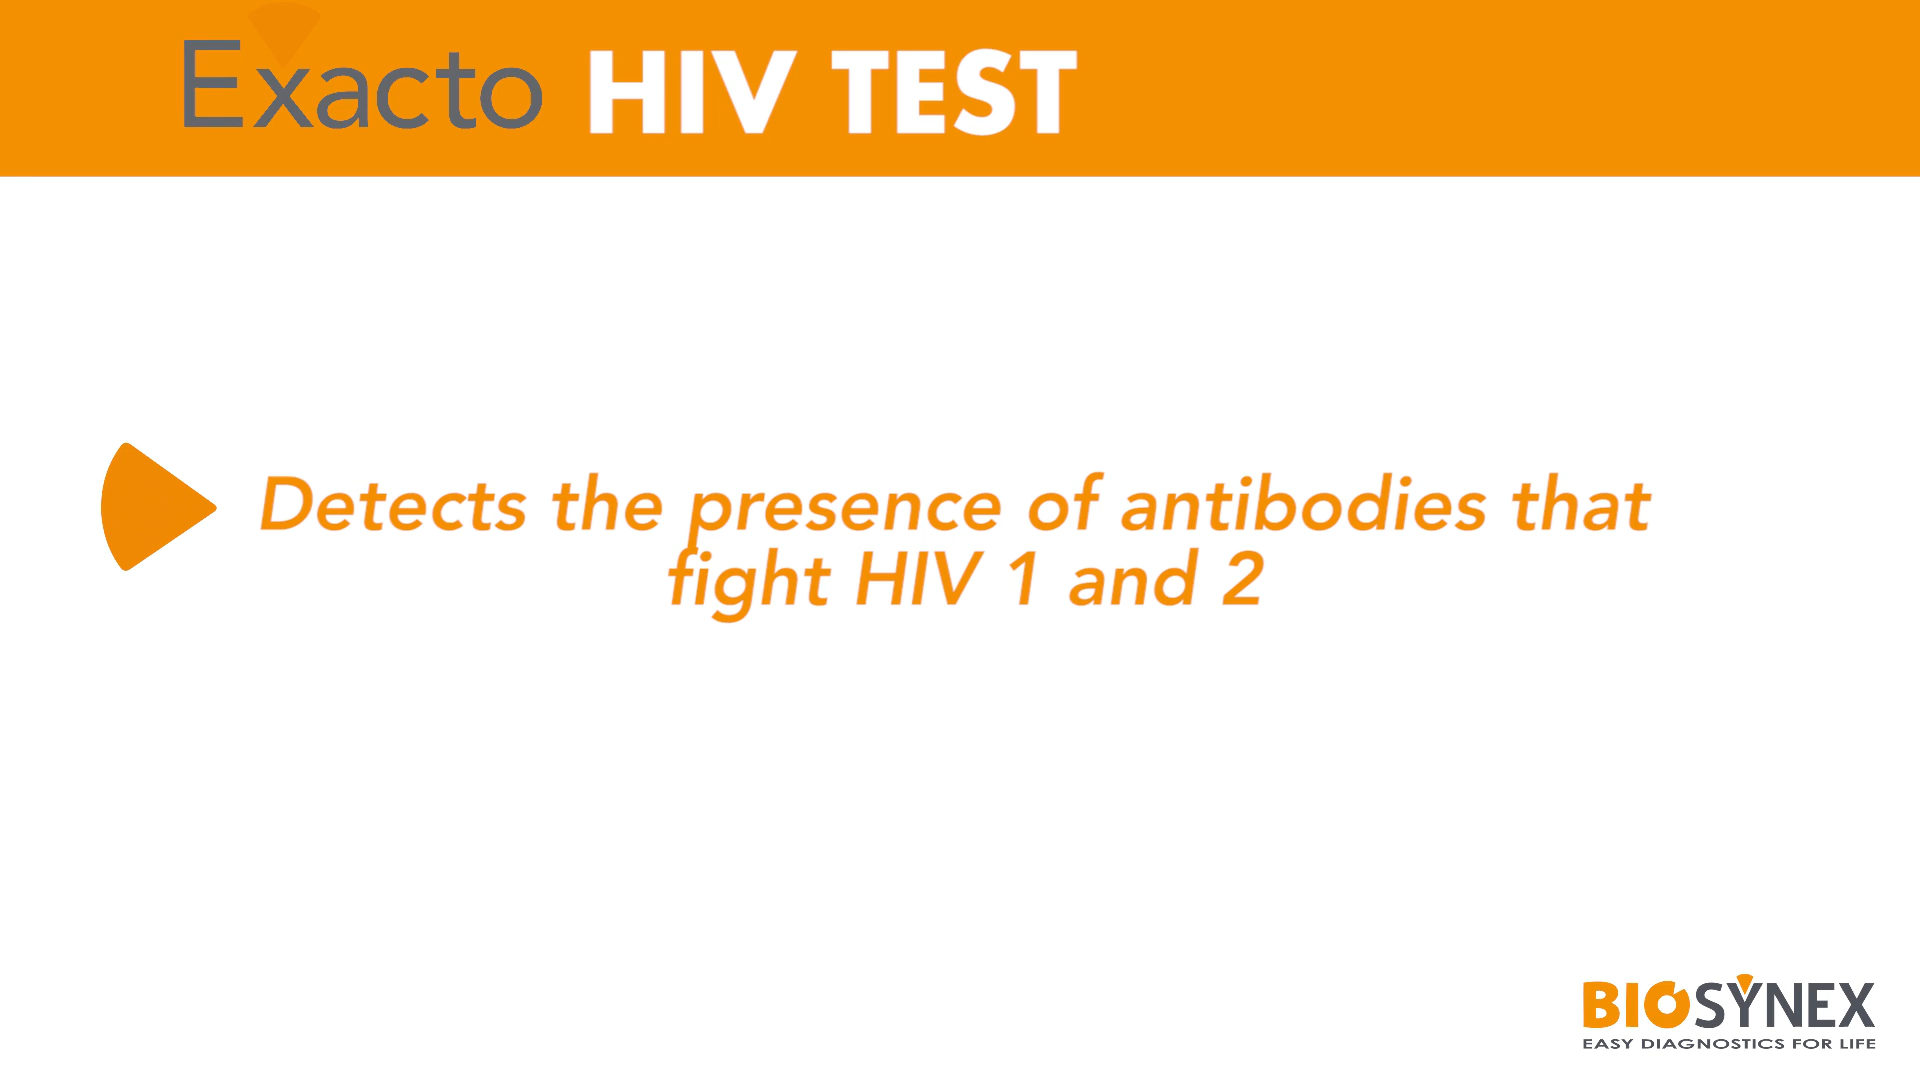 Exacto HIV TEST
Detects the presence of antibodies that
fight HIV 1 and 2
BIOSYNEX
EASY DIAGNOSTICS FOR LIFE